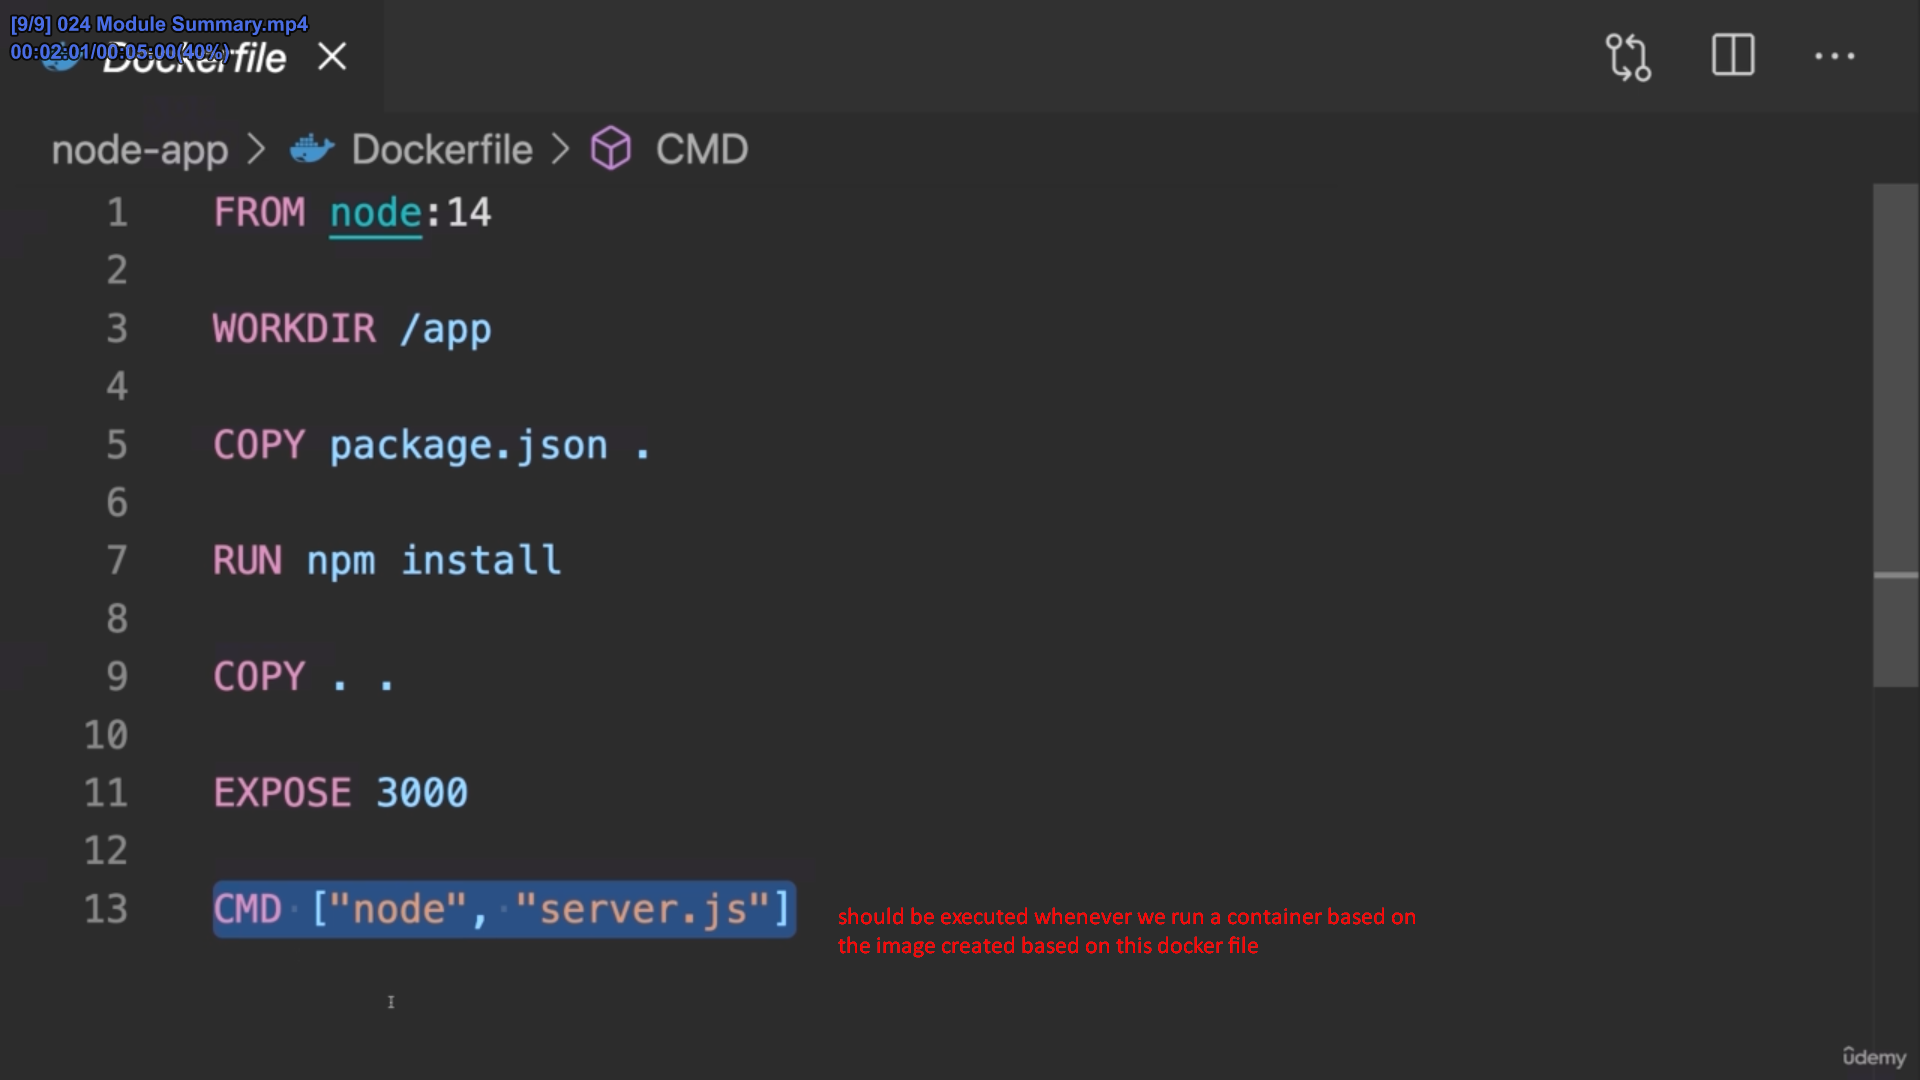 [9/9] 024 Module Summary.mp4
00:02:01/00:05:00(40%)
Dockerfile
node-app > Dockerfile > CMD
1 FROM node:14
2
3 WORKDIR /app
4
5 COPY package.json .
6
7 RUN npm install
8
9 COPY . .
10
11 EXPOSE 3000
12
13 CMD ["node", "server.js"]
should be executed whenever we run a container based on
the image created based on this docker file
ûdemy